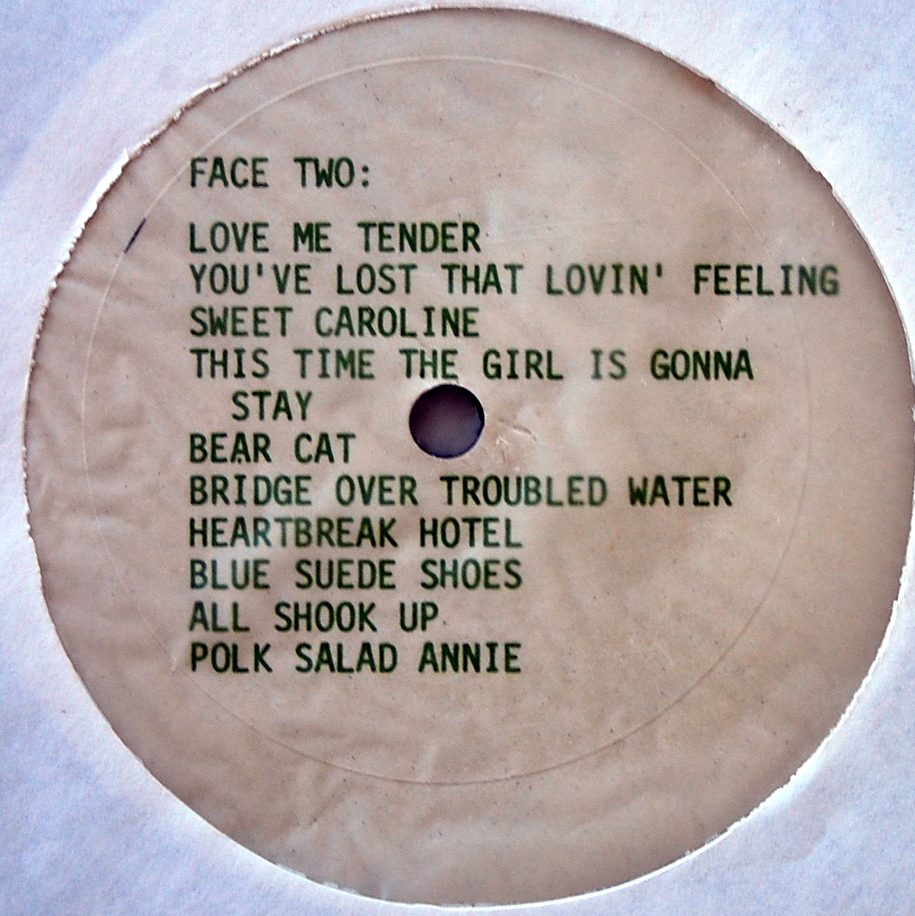 FACE TWO:
LOVE ME TENDER
YOU'VE LOST THAT LOVIN' FEELING
SWEET CAROLINE
THIS TIME THE GIRL IS GONNA
STAY
BEAR CAT
BRIDGE OVER TROUBLED WATER
HEARTBREAK HOTEL
BLUE SUEDE SHOES
ALL SHOOK UP
POLK SALAD ANNIE